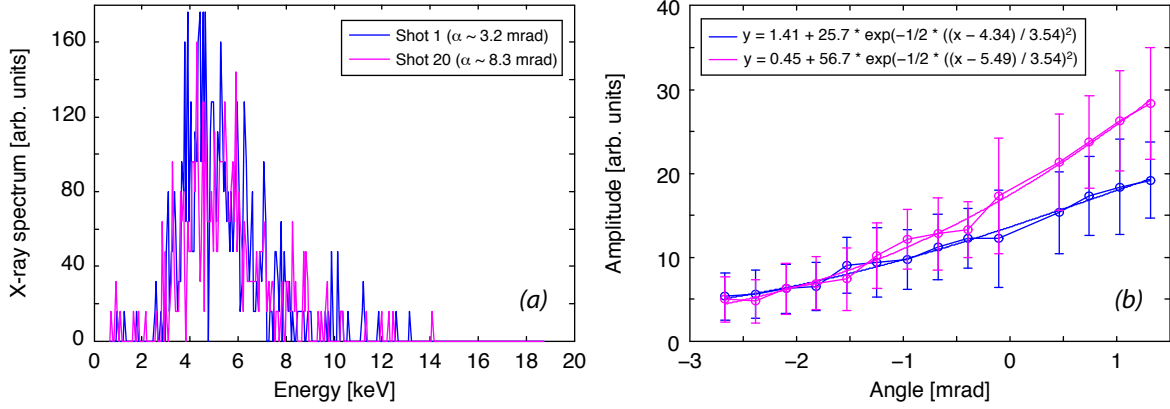 X-ray spectrum [arb. units]
160
120
80
40
0
Shot 1 (α ~ 3.2 mrad)
Shot 20 (α ~ 8.3 mrad)
(a)
0 2 4 6 8 10 12 14 16 18 20
Energy [keV]
Amplitude [arb. units]
40
30
20
10
0
y = 1.41 + 25.7 * exp(−1/2 * ((x − 4.34) / 3.54)²)
y = 0.45 + 56.7 * exp(−1/2 * ((x − 5.49) / 3.54)²)
(b)
−3 −2 −1 0 1
Angle [mrad]